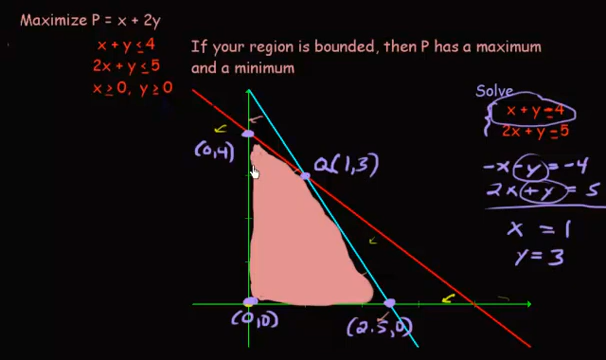 Maximize P = x + 2y
x + y ≤ 4
2x + y ≤ 5
x ≥ 0, y ≥ 0
If your region is bounded, then P has a maximum
and a minimum
Solve
x + y = 4
2x + y = 5
-x - y = -4
2x + y = 5
x = 1
y = 3
(0,4)
Q(1,3)
(0,0)
(2.5,0)